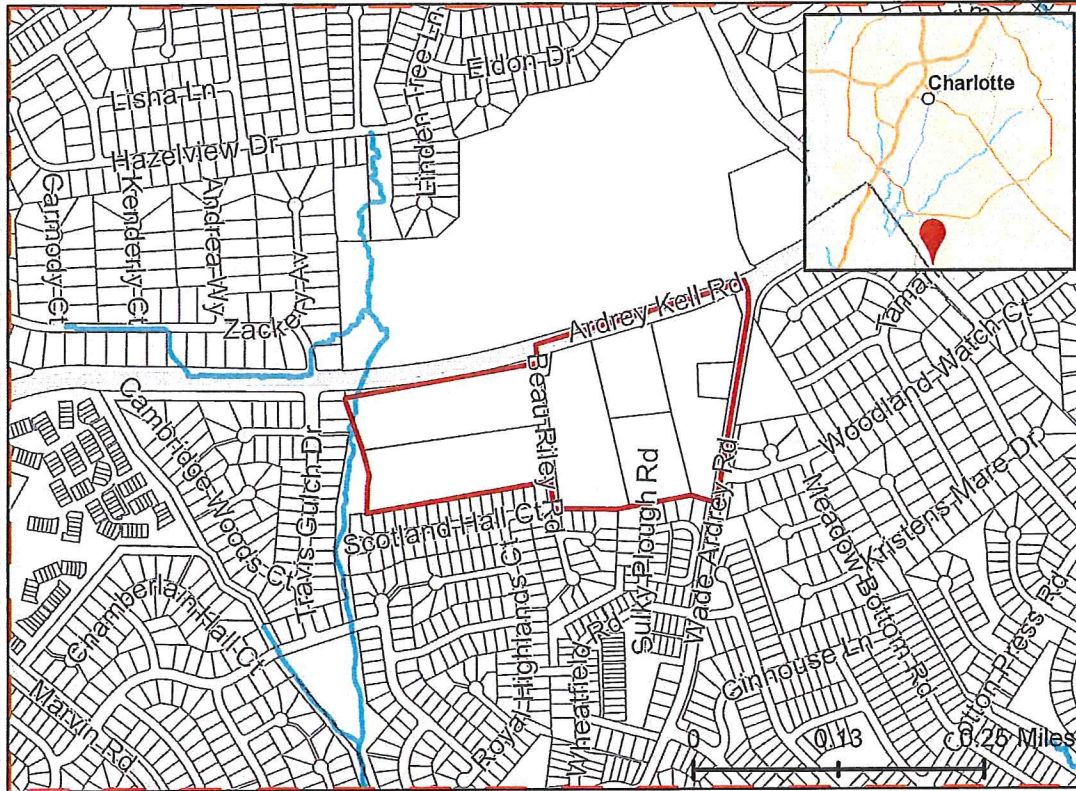 Charlotte
Eldon Dr
Lisna Ln
Linden Tree Ln
Hazelview Dr
Carmody Ct
Kenderly Ct
Andrea Wy
Zackery Av
Ardrey Kell Rd
Tamar
Woodland Watch Ct
Beau Riley Rd
Cambridge Woods Ct
Travis Gulch Dr
Scotland Hall Ct
Sulky Plough Rd
Wade Ardrey Rd
Meadow Bottom Rd
Kristens Mare Dr
Chamberlain Hall Ct
Royal Highlands Ct
Wheatfield Rd
Ginhouse Ln
Cotton Press Rd
Marvin Rd
0 0.13 0.25 Miles